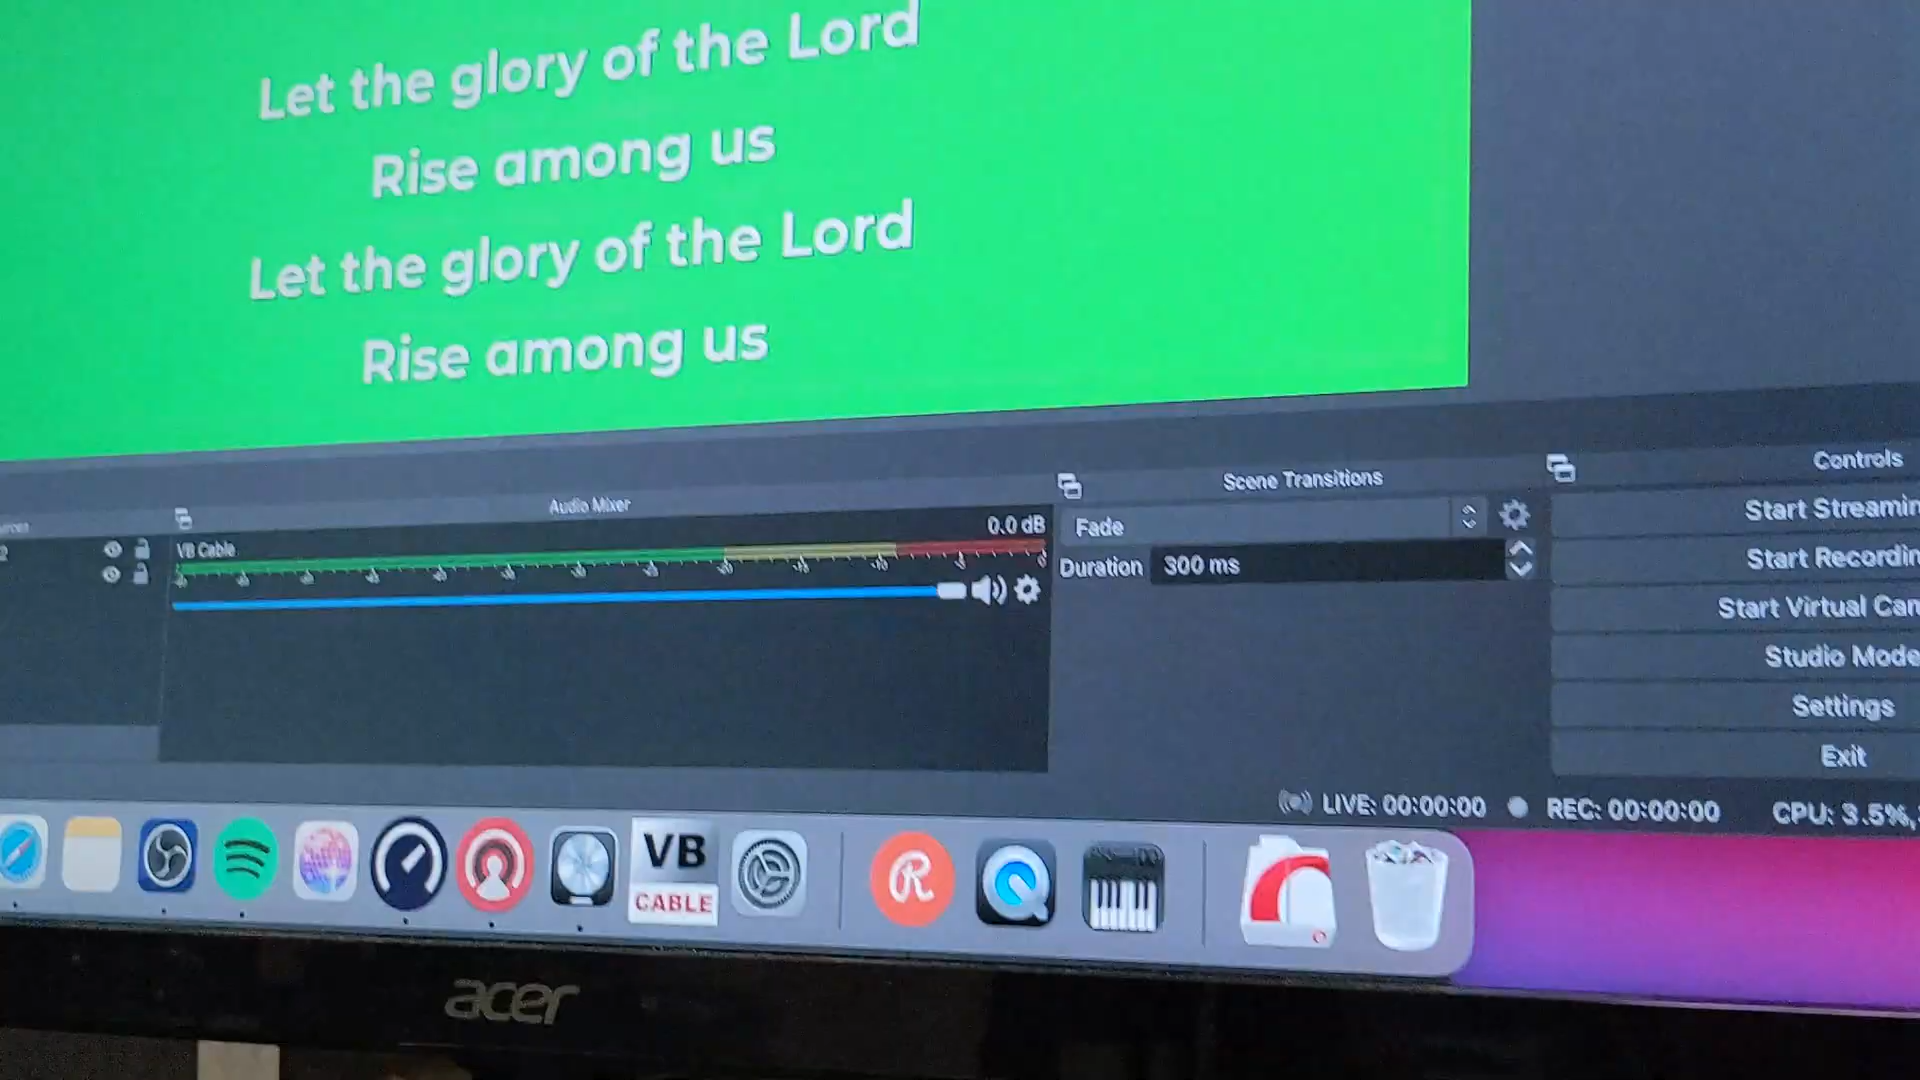 Let the glory of the Lord
Rise among us
Let the glory of the Lord
Rise among us
Audio Mixer
VB Cable
0.0 dB
Scene Transitions
Fade
Duration 300 ms
Controls
Start Streamin
Start Recordin
Start Virtual Cam
Studio Mode
Settings
Exit
LIVE: 00:00:00
REC: 00:00:00
CPU: 3.5%,
VB
CABLE
R
acer